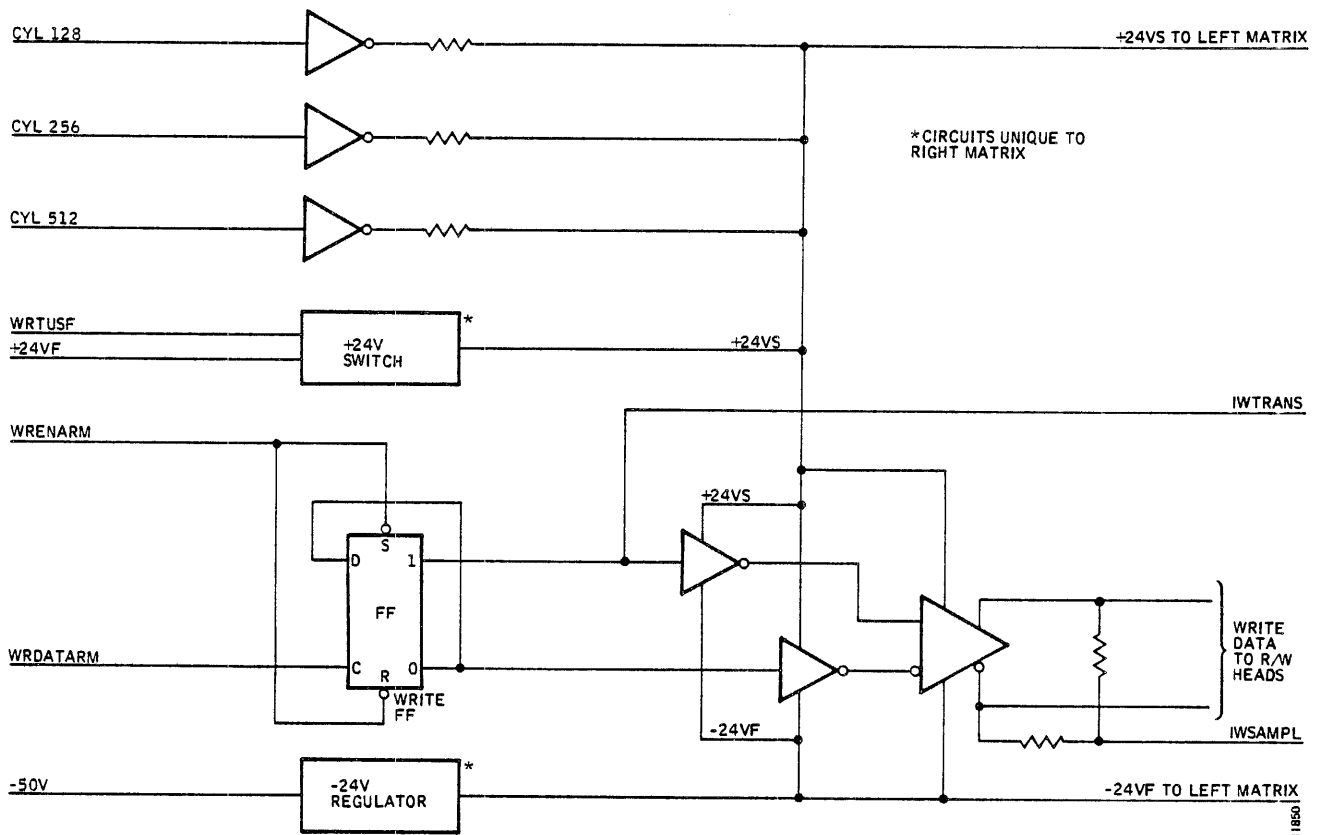 CYL 128
+24VS TO LEFT MATRIX
CYL 256
*CIRCUITS UNIQUE TO
RIGHT MATRIX
CYL 512
WRTUSF
+24VF
+24V
SWITCH
*
+24VS
IWTRANS
WRENARM
+24VS
S
D
1
FF
WRDATARM
C
R
0
WRITE
FF
WRITE
DATA
TO R/W
HEADS
-24VF
IWSAMPL
-50V
-24V
REGULATOR
*
-24VF TO LEFT MATRIX
1850